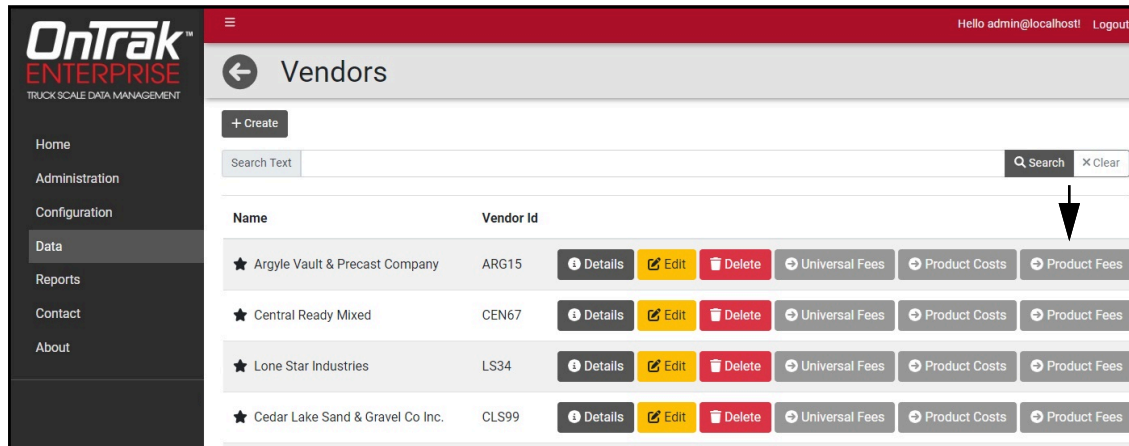 OnTrak™
ENTERPRISE
TRUCK SCALE DATA MANAGEMENT
Home
Administration
Configuration
Data
Reports
Contact
About
Hello admin@localhost! Logout
Vendors
+ Create
Search Text Search × Clear
Name Vendor Id
Argyle Vault & Precast Company ARG15 Details Edit Delete Universal Fees Product Costs Product Fees
Central Ready Mixed CEN67 Details Edit Delete Universal Fees Product Costs Product Fees
Lone Star Industries LS34 Details Edit Delete Universal Fees Product Costs Product Fees
Cedar Lake Sand & Gravel Co Inc. CLS99 Details Edit Delete Universal Fees Product Costs Product Fees